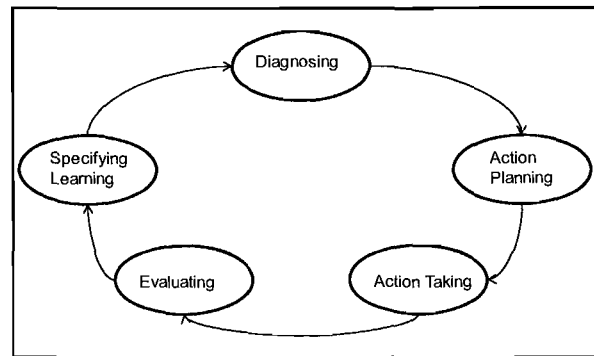 Diagnosing
Action
Planning
Action Taking
Evaluating
Specifying
Learning